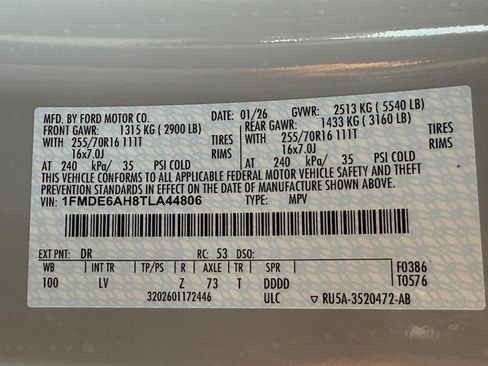 MFD. BY FORD MOTOR CO. DATE: 01/26 GVWR: 2513 KG ( 5540 LB)
FRONT GAWR: 1315 KG ( 2900 LB) REAR GAWR: 1433 KG ( 3160 LB)
WITH 255/70R16 111T TIRES WITH 255/70R16 111T TIRES
16x7.0J RIMS 16x7.0J RIMS
AT 240 kPa/ 35 PSI COLD AT 240 kPa/ 35 PSI COLD
THIS VEHICLE CONFORMS TO ALL APPLICABLE FEDERAL MOTOR VEHICLE SAFETY AND THEFT
PREVENTION STANDARDS IN EFFECT ON THE DATE OF MANUFACTURE SHOWN ABOVE.
VIN: 1FMDE6AH8TLA44806 TYPE: MPV
EXT PNT: DR RC: 53 DSO:
WB INT TR TP/PS R AXLE TR SPR F0386
100 LV Z 73 T DDDD T0576
3202601172446 ULC ▽ RU5A-3520472-AB